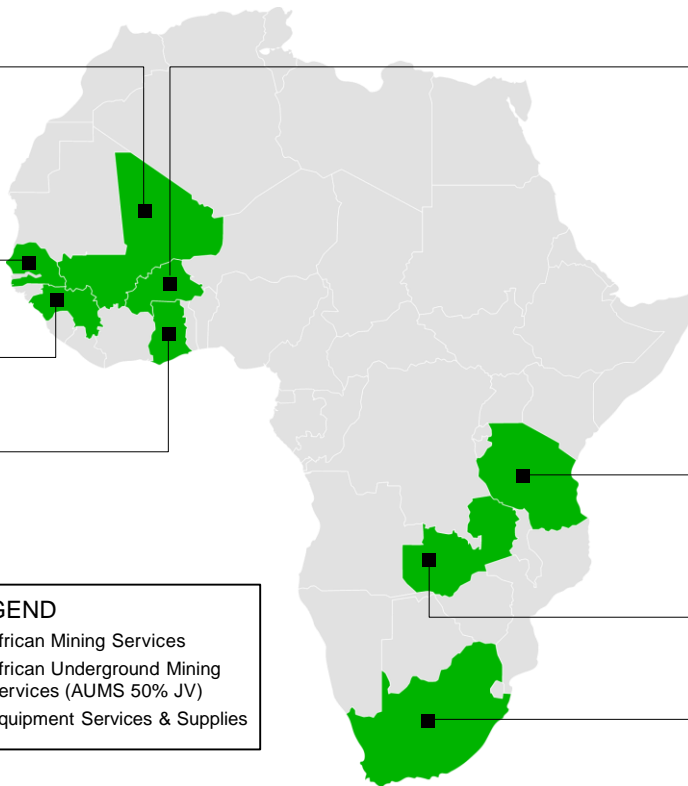 GEND
frican Mining Services
frican Underground Mining
ervices (AUMS 50% JV)
quipment Services & Supplies